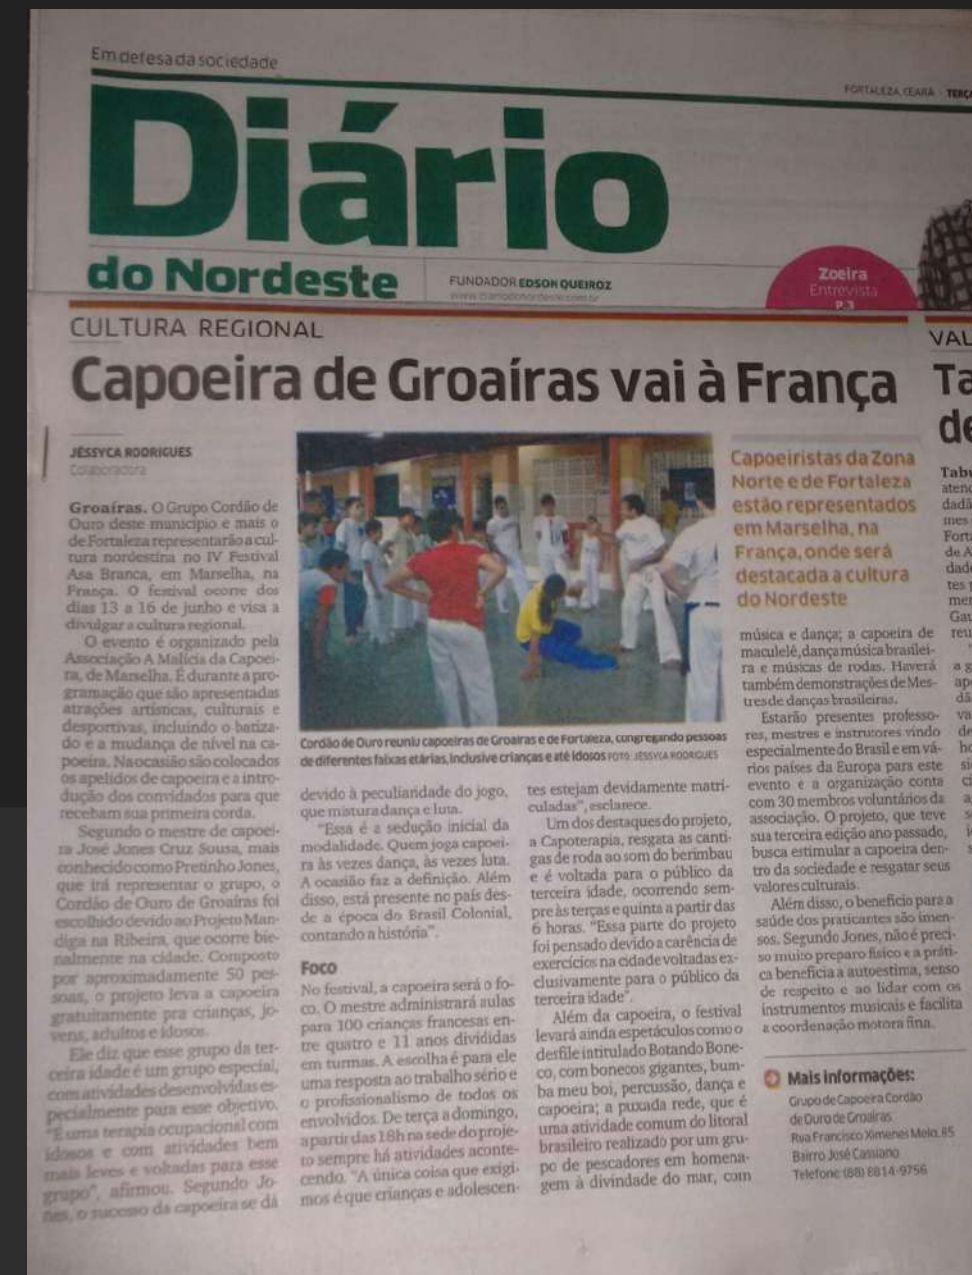 Em defesa da sociedade
FORTALEZA, CEARÁ - TERÇA
Diário
do Nordeste
FUNDADOR EDSON QUEIROZ
www.diariodonordeste.com.br
Zoeira
Entrevista
P.3
CULTURA REGIONAL
Capoeira de Groaíras vai à França
JÉSSYCA RODRIGUES
Colaboradora
Groaíras. O Grupo Cordão de
Ouro deste município e mais o
de Fortaleza representarão a cul-
tura nordestina no IV Festival
Asa Branca, em Marselha, na
França. O festival ocorre dos
dias 13 a 16 de junho e visa a
divulgar a cultura regional.
O evento é organizado pela
Associação A Malícia da Capoei-
ra, de Marselha. É durante a pro-
gramação que são apresentadas
atrações artísticas, culturais e
desportivas, incluindo o batiza-
do e a mudança de nível na ca-
poeira. Na ocasião são colocados
os apelidos de capoeira e a intro-
dução dos convidados para que
recebam sua primeira corda.
Segundo o mestre de capoei-
ra José Jones Cruz Sousa, mais
conhecido como Pretinho Jones,
que irá representar o grupo, o
Cordão de Ouro de Groaíras foi
escolhido devido ao Projeto Man-
diga na Ribeira, que ocorre bie-
nalmente na cidade. Composto
por aproximadamente 50 pes-
soas, o projeto leva a capoeira
gratuitamente pra crianças, jo-
vens, adultos e idosos.
Ele diz que esse grupo da ter-
ceira idade é um grupo especial,
com atividades desenvolvidas es-
pecialmente para esse objetivo.
"É uma terapia ocupacional com
idosos e com atividades bem
mais leves e voltadas para esse
grupo", afirmou. Segundo Jo-
nes, o sucesso da capoeira se dá
Cordão de Ouro reuniu capoeiras de Groaíras e de Fortaleza, congregando pessoas
de diferentes faixas etárias, inclusive crianças e até idosos FOTO: JÉSSYCA RODRIGUES
devido à peculiaridade do jogo,
que mistura dança e luta.
"Essa é a sedução inicial da
modalidade. Quem joga capoei-
ra às vezes dança, às vezes luta.
A ocasião faz a definição. Além
disso, está presente no país des-
de a época do Brasil Colonial,
contando a história".
Foco
No festival, a capoeira será o fo-
co. O mestre administrará aulas
para 100 crianças francesas en-
tre quatro e 11 anos divididas
em turmas. A escolha é para ele
uma resposta ao trabalho sério e
o profissionalismo de todos os
envolvidos. De terça a domingo,
a partir das 18h na sede do proje-
to sempre há atividades aconte-
cendo. "A única coisa que exigi-
mos é que crianças e adolescen-
tes estejam devidamente matri-
culadas", esclarece.
Um dos destaques do projeto,
a Capoterapia, resgata as canti-
gas de roda ao som do berimbau
e é voltada para o público da
terceira idade, ocorrendo sem-
pre às terças e quinta a partir das
6 horas. "Essa parte do projeto
foi pensado devido a carência de
exercícios na cidade voltadas ex-
clusivamente para o público da
terceira idade".
Além da capoeira, o festival
levará ainda espetáculos como o
desfile intitulado Botando Bone-
co, com bonecos gigantes, bum-
ba meu boi, percussão, dança e
capoeira; a puxada rede, que é
uma atividade comum do litoral
brasileiro realizado por um gru-
po de pescadores em homena-
gem à divindade do mar, com
Capoeiristas da Zona
Norte e de Fortaleza
estão representados
em Marselha, na
França, onde será
destacada a cultura
do Nordeste
música e dança; a capoeira de
maculelê, dança música brasilei-
ra e músicas de rodas. Haverá
também demonstrações de Mes-
tres de danças brasileiras.
Estarão presentes professo-
res, mestres e instrutores vindo
especialmente do Brasil e em vá-
rios países da Europa para este
evento e a organização conta
com 30 membros voluntários da
associação. O projeto, que teve
sua terceira edição ano passado,
busca estimular a capoeira den-
tro da sociedade e resgatar seus
valores culturais.
Além disso, o benefício para a
saúde dos praticantes são imen-
sos. Segundo Jones, não é preci-
so muito preparo físico e a práti-
ca beneficia a autoestima, senso
de respeito e ao lidar com os
instrumentos musicais e facilita
a coordenação motora fina.
Mais informações:
Grupo de Capoeira Cordão
de Ouro de Groaíras
Rua Francisco Ximenes Melo, 85
Bairro José Cassiano
Telefone (88) 8814-9756
VAL
Ta
de
Tabu